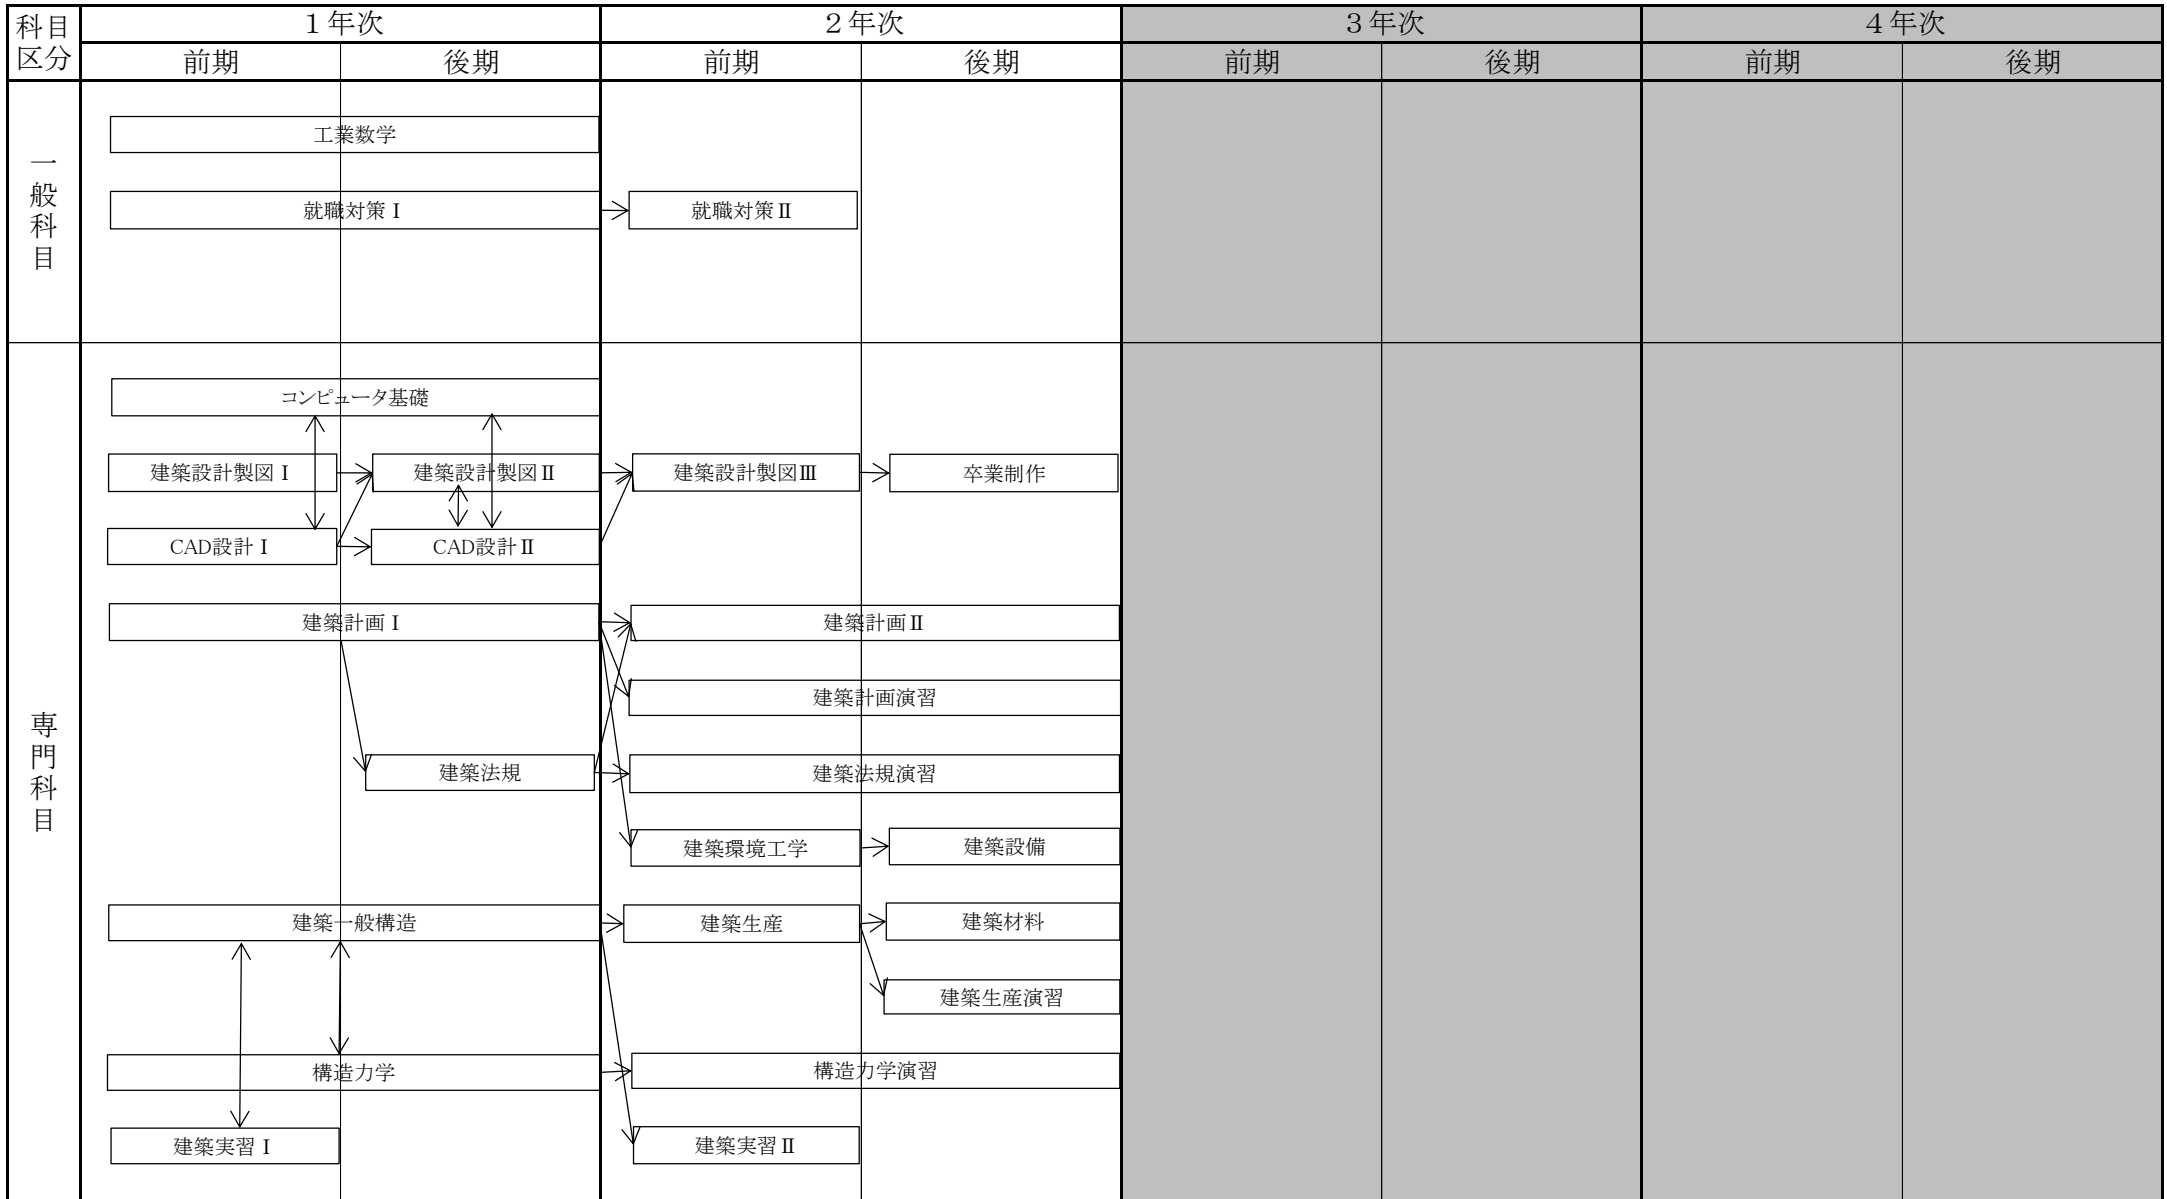 科目
区分
１年次
２年次
３年次
４年次
前期
後期
前期
後期
前期
後期
前期
後期
一般科目
工業数学
就職対策Ⅰ
就職対策Ⅱ
専門科目
コンピュータ基礎
建築設計製図Ⅰ
建築設計製図Ⅱ
建築設計製図Ⅲ
卒業制作
CAD設計Ⅰ
CAD設計Ⅱ
建築計画Ⅰ
建築計画Ⅱ
建築計画演習
建築法規
建築法規演習
建築環境工学
建築設備
建築一般構造
建築生産
建築材料
建築生産演習
構造力学
構造力学演習
建築実習Ⅰ
建築実習Ⅱ